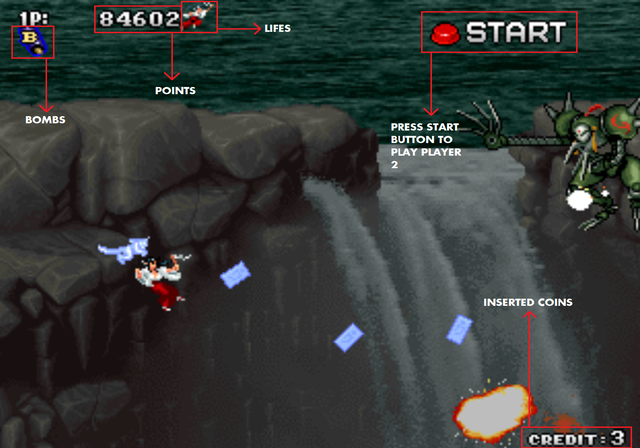 1P:
84602
START
B
LIFES
POINTS
BOMBS
PRESS START
BUTTON TO
PLAY PLAYER
2
INSERTED COINS
CREDIT:3